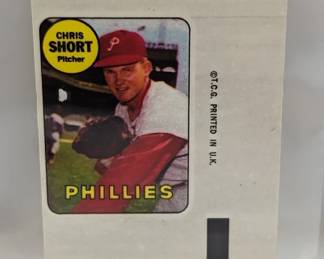 CHRIS
SHORT
Pitcher
P
PHILLIES
©T.C.G. PRINTED IN U.K.